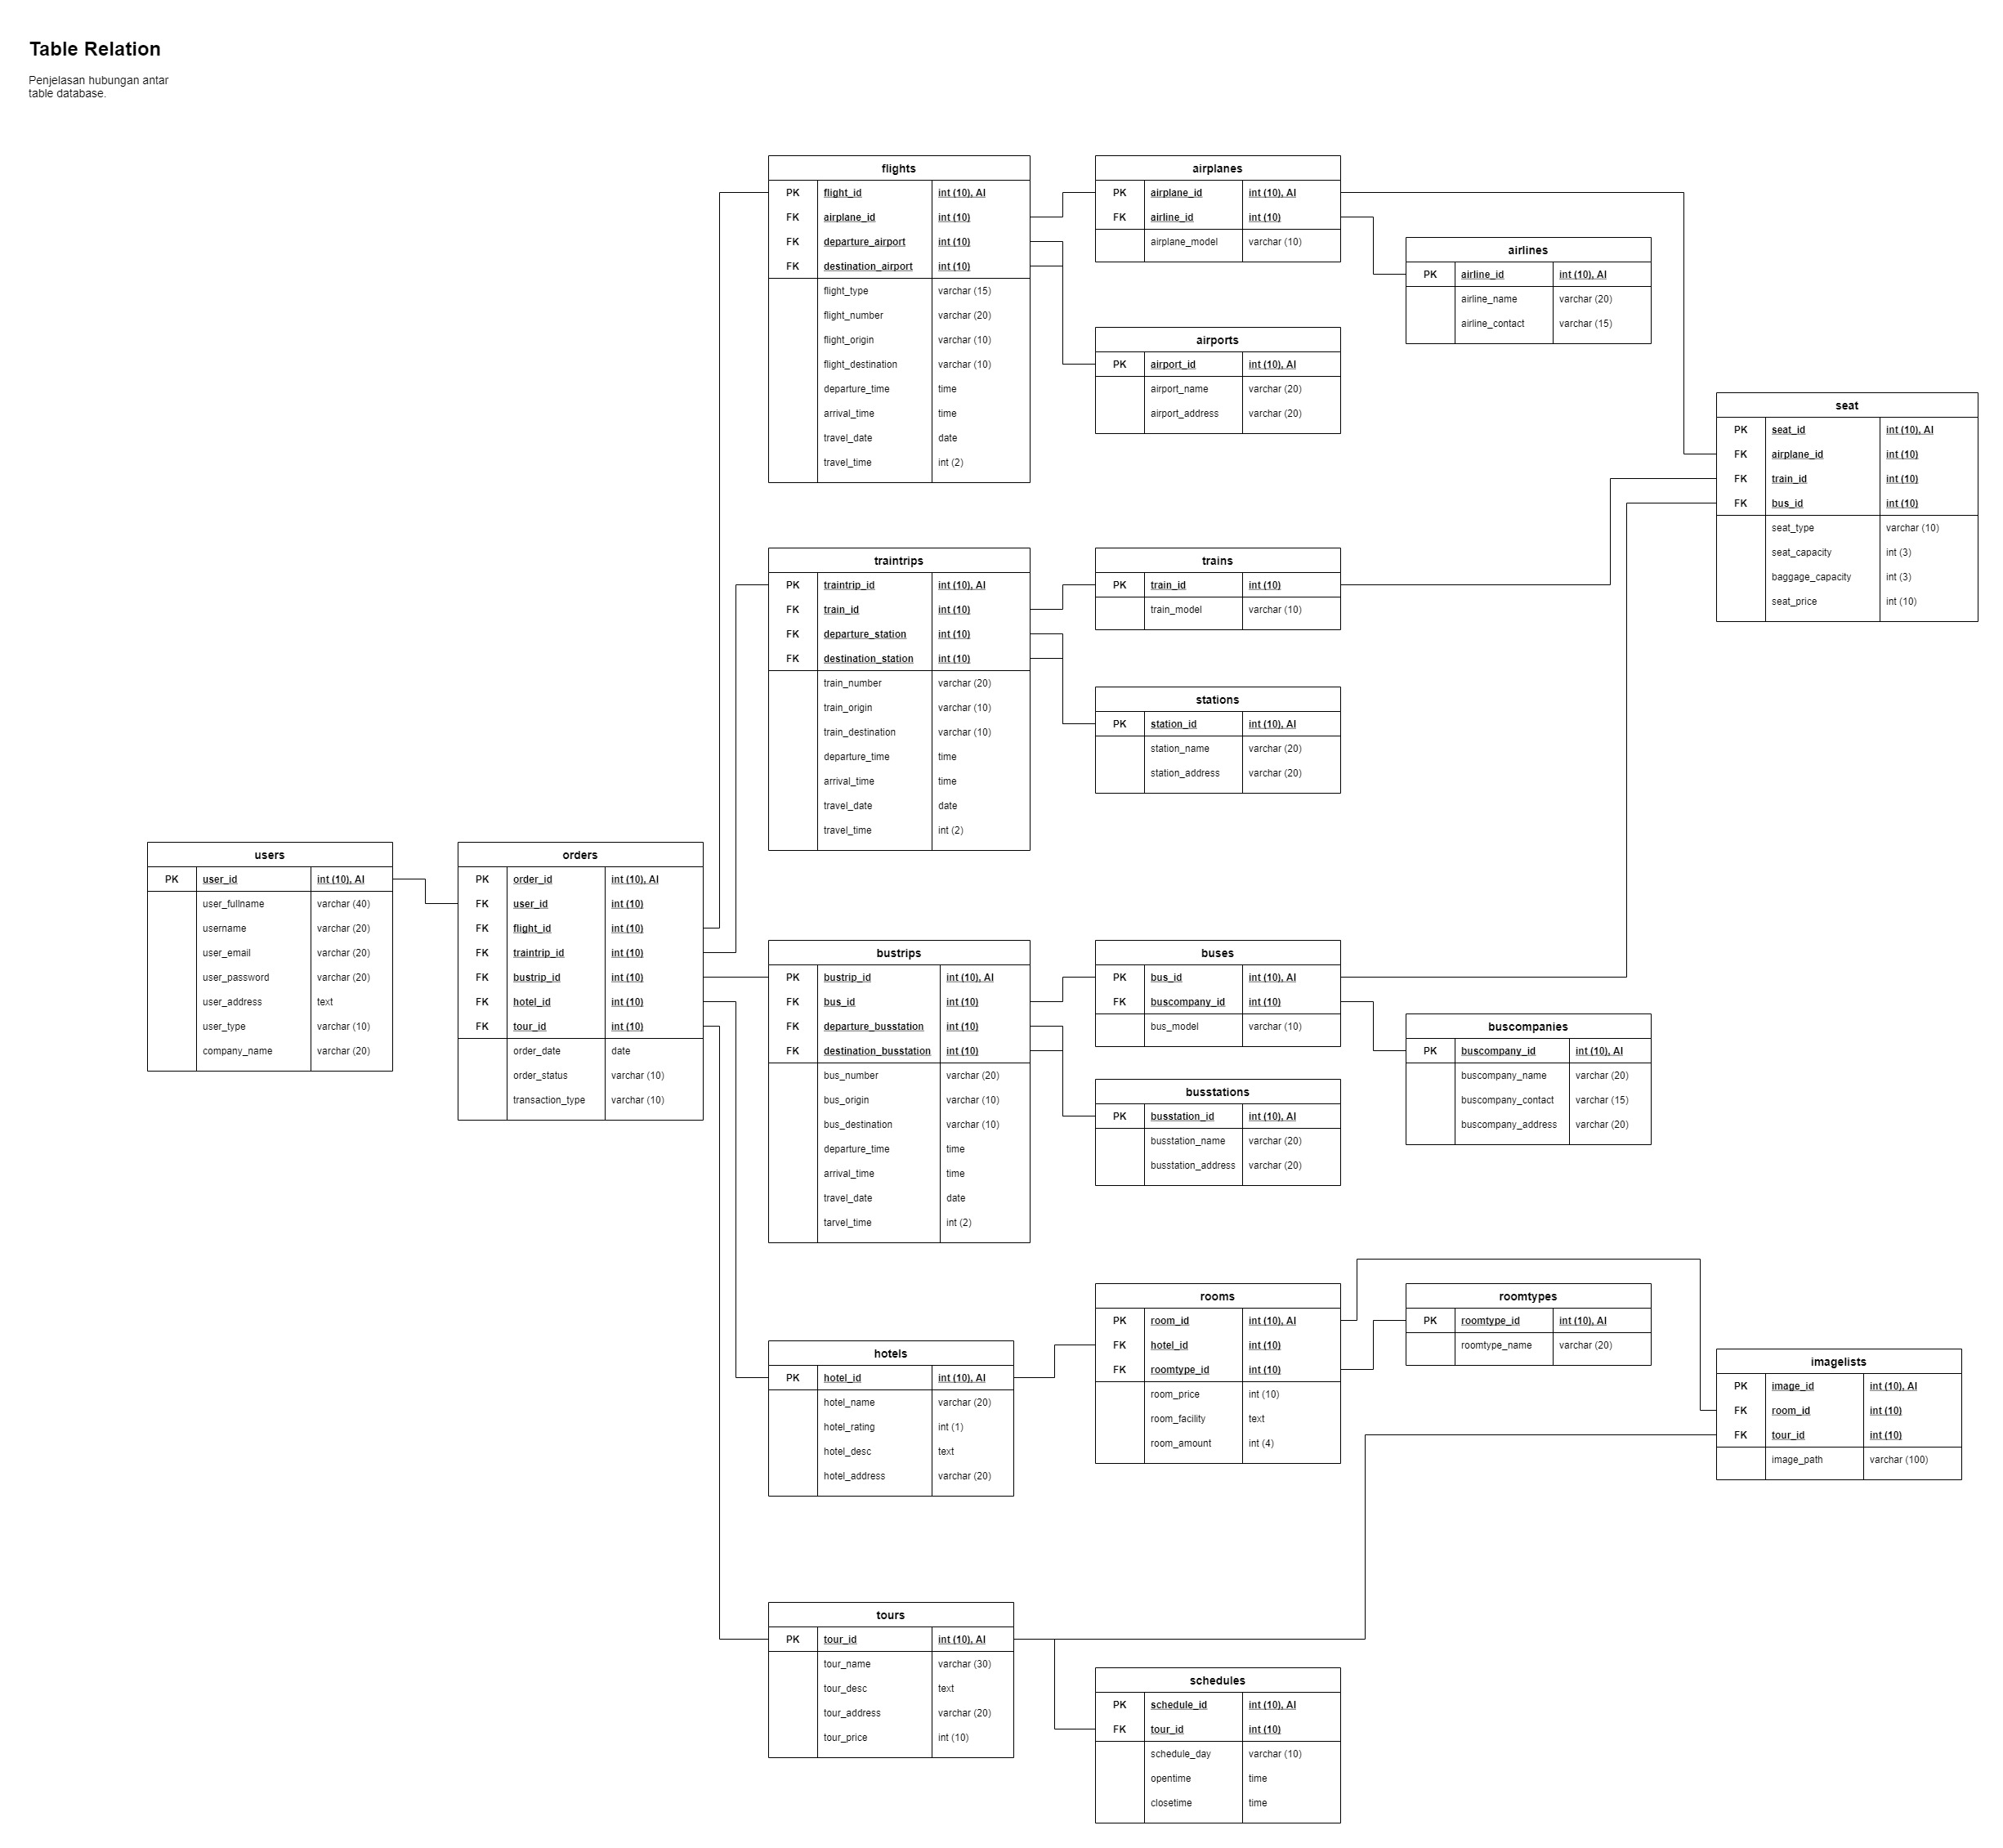 Table Relation
Penjelasan hubungan antar
table database.
flights
PK flight_id int (10), AI
FK airplane_id int (10)
FK departure_airport int (10)
FK destination_airport int (10)
flight_type varchar (15)
flight_number varchar (20)
flight_origin varchar (10)
flight_destination varchar (10)
departure_time time
arrival_time time
travel_date date
travel_time int (2)
airplanes
PK airplane_id int (10), AI
FK airline_id int (10)
airplane_model varchar (10)
airlines
PK airline_id int (10), AI
airline_name varchar (20)
airline_contact varchar (15)
airports
PK airport_id int (10), AI
airport_name varchar (20)
airport_address varchar (20)
seat
PK seat_id int (10), AI
FK airplane_id int (10)
FK train_id int (10)
FK bus_id int (10)
seat_type varchar (10)
seat_capacity int (3)
baggage_capacity int (3)
seat_price int (10)
traintrips
PK traintrip_id int (10), AI
FK train_id int (10)
FK departure_station int (10)
FK destination_station int (10)
train_number varchar (20)
train_origin varchar (10)
train_destination varchar (10)
departure_time time
arrival_time time
travel_date date
travel_time int (2)
trains
PK train_id int (10)
train_model varchar (10)
stations
PK station_id int (10), AI
station_name varchar (20)
station_address varchar (20)
users
PK user_id int (10), AI
user_fullname varchar (40)
username varchar (20)
user_email varchar (20)
user_password varchar (20)
user_address text
user_type varchar (10)
company_name varchar (20)
orders
PK order_id int (10), AI
FK user_id int (10)
FK flight_id int (10)
FK traintrip_id int (10)
FK bustrip_id int (10)
FK hotel_id int (10)
FK tour_id int (10)
order_date date
order_status varchar (10)
transaction_type varchar (10)
bustrips
PK bustrip_id int (10), AI
FK bus_id int (10)
FK departure_busstation int (10)
FK destination_busstation int (10)
bus_number varchar (20)
bus_origin varchar (10)
bus_destination varchar (10)
departure_time time
arrival_time time
travel_date date
tarvel_time int (2)
buses
PK bus_id int (10), AI
FK buscompany_id int (10)
bus_model varchar (10)
buscompanies
PK buscompany_id int (10), AI
buscompany_name varchar (20)
buscompany_contact varchar (15)
buscompany_address varchar (20)
busstations
PK busstation_id int (10), AI
busstation_name varchar (20)
busstation_address varchar (20)
rooms
PK room_id int (10), AI
FK hotel_id int (10)
FK roomtype_id int (10)
room_price int (10)
room_facility text
room_amount int (4)
roomtypes
PK roomtype_id int (10), AI
roomtype_name varchar (20)
hotels
PK hotel_id int (10), AI
hotel_name varchar (20)
hotel_rating int (1)
hotel_desc text
hotel_address varchar (20)
imagelists
PK image_id int (10), AI
FK room_id int (10)
FK tour_id int (10)
image_path varchar (100)
tours
PK tour_id int (10), AI
tour_name varchar (30)
tour_desc text
tour_address varchar (20)
tour_price int (10)
schedules
PK schedule_id int (10), AI
FK tour_id int (10)
schedule_day varchar (10)
opentime time
closetime time